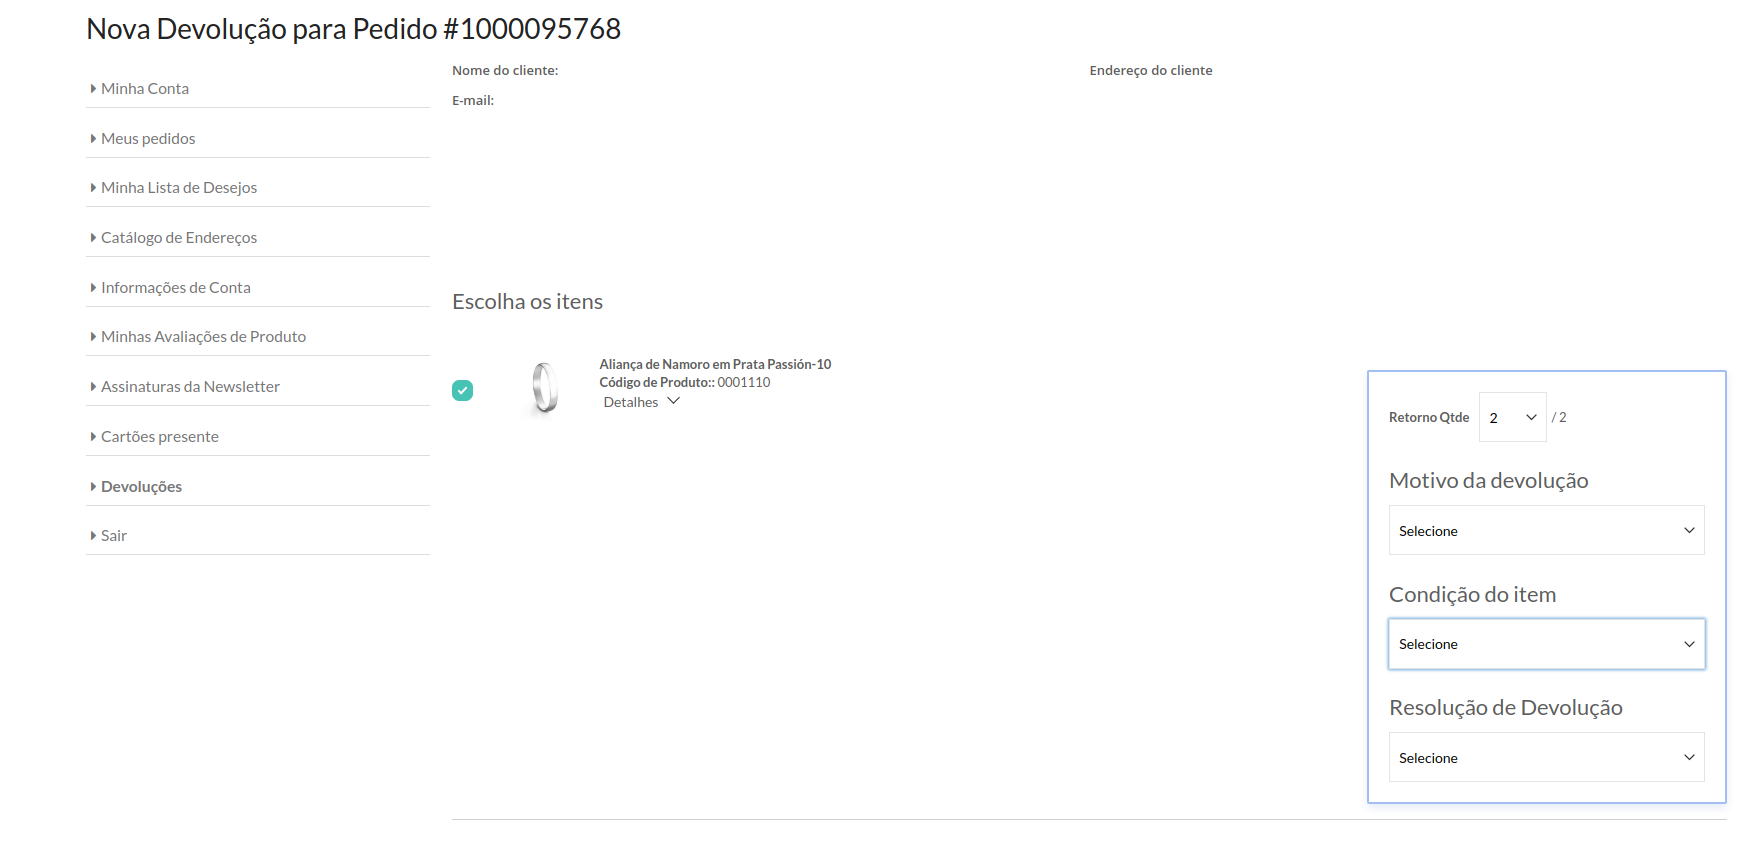 Nova Devolução para Pedido #1000095768
Minha Conta
Meus pedidos
Minha Lista de Desejos
Catálogo de Endereços
Informações de Conta
Minhas Avaliações de Produto
Assinaturas da Newsletter
Cartões presente
Devoluções
Sair
Nome do cliente:
E-mail:
Endereço do cliente
Escolha os itens
Aliança de Namoro em Prata Passión-10
Código de Produto:: 0001110
Detalhes
Retorno Qtde 2 / 2
Motivo da devolução
Selecione
Condição do item
Selecione
Resolução de Devolução
Selecione